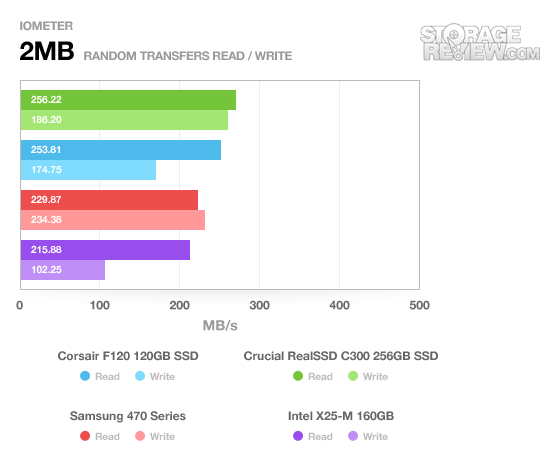 IOMETER
2MB RANDOM TRANSFERS READ / WRITE
STORAGE
REVIEW.COM
256.22
186.20
253.81
174.75
229.87
234.38
215.88
102.25
0 100 200 300 400 500
MB/s
Corsair F120 120GB SSD Crucial RealSSD C300 256GB SSD
Read Write Read Write
Samsung 470 Series Intel X25-M 160GB
Read Write Read Write